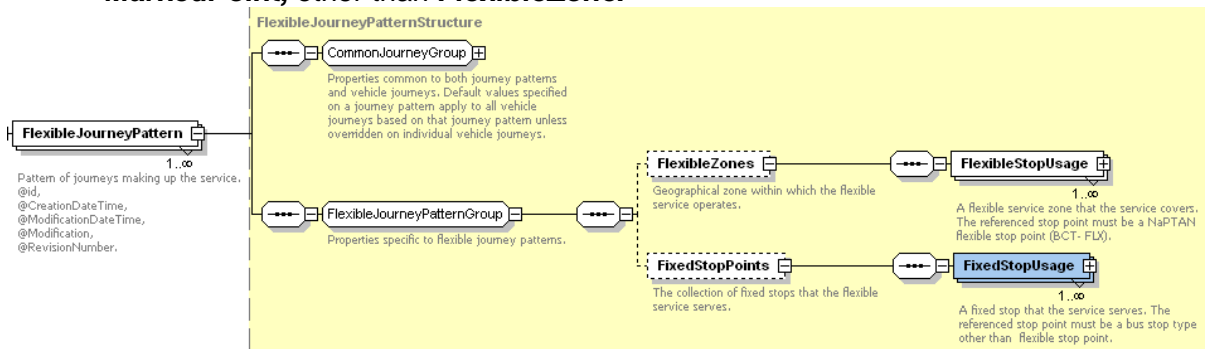 MarkedPoint, other than FlexibleZone.
FlexibleJourneyPatternStructure
CommonJourneyGroup
Properties common to both journey patterns
and vehicle journeys. Default values specified
on a journey pattern apply to all vehicle
journeys based on that journey pattern unless
overridden on individual vehicle journeys.
FlexibleJourneyPattern
1..∞
Pattern of journeys making up the service.
@id,
@CreationDateTime,
@ModificationDateTime,
@Modification,
@RevisionNumber.
FlexibleJourneyPatternGroup
Properties specific to flexible journey patterns.
FlexibleZones
Geographical zone within which the flexible
service operates.
FlexibleStopUsage
1..∞
A flexible service zone that the service covers.
The referenced stop point must be a NaPTAN
flexible stop point (BCT- FLX).
FixedStopPoints
The collection of fixed stops that the flexible
service serves.
FixedStopUsage
1..∞
A fixed stop that the service serves. The
referenced stop point must be a bus stop type
other than flexible stop point.